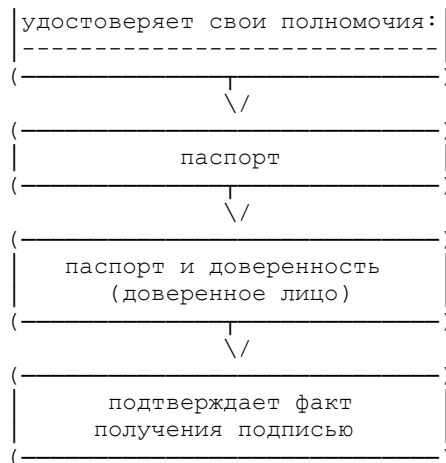 удостоверяет свои полномочия:
паспорт
паспорт и доверенность
(доверенное лицо)
подтверждает факт
получения подписью